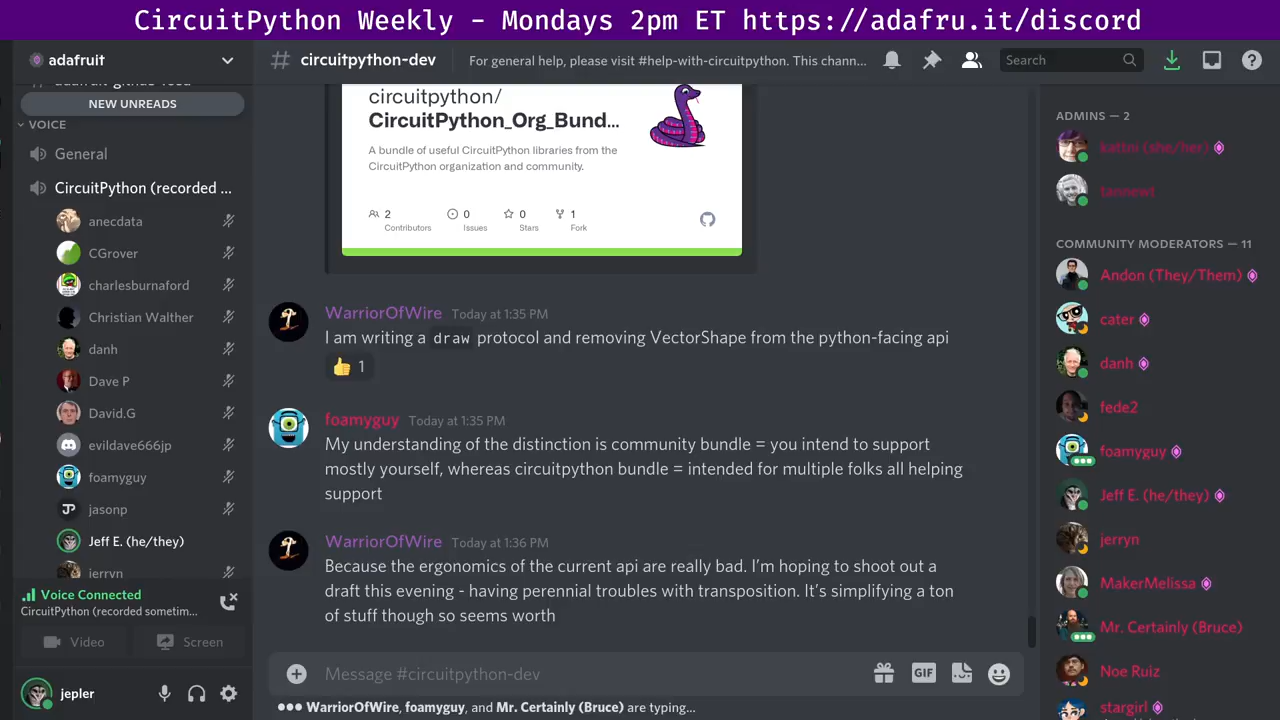 CircuitPython Weekly - Mondays 2pm ET https://adafru.it/discord
adafruit
NEW UNREADS
VOICE
General
CircuitPython (recorded ...
anecdata
CGrover
charlesburnaford
Christian Walther
danh
Dave P
David.G
evildave666jp
foamyguy
JP
jasonp
Jeff E. (he/they)
jerryn
Voice Connected
CircuitPython (recorded sometim...
Video
Screen
jepler
# circuitpython-dev
For general help, please visit #help-with-circuitpython. This chann...
Search
circuitpython/
CircuitPython_Org_Bund...
A bundle of useful CircuitPython libraries from the
CircuitPython organization and community.
2
Contributors
0
Issues
0
Stars
1
Fork
WarriorOfWire Today at 1:35 PM
I am writing a draw protocol and removing VectorShape from the python-facing api
1
foamyguy Today at 1:35 PM
My understanding of the distinction is community bundle = you intend to support
mostly yourself, whereas circuitpython bundle = intended for multiple folks all helping
support
WarriorOfWire Today at 1:36 PM
Because the ergonomics of the current api are really bad. I'm hoping to shoot out a
draft this evening - having perennial troubles with transposition. It's simplifying a ton
of stuff though so seems worth
Message #circuitpython-dev
GIF
WarriorOfWire, foamyguy, and Mr. Certainly (Bruce) are typing...
ADMINS — 2
kattni (she/her)
tannewt
COMMUNITY MODERATORS — 11
Andon (They/Them)
cater
danh
fede2
foamyguy
Jeff E. (he/they)
jerryn
MakerMelissa
Mr. Certainly (Bruce)
Noe Ruiz
stargirl